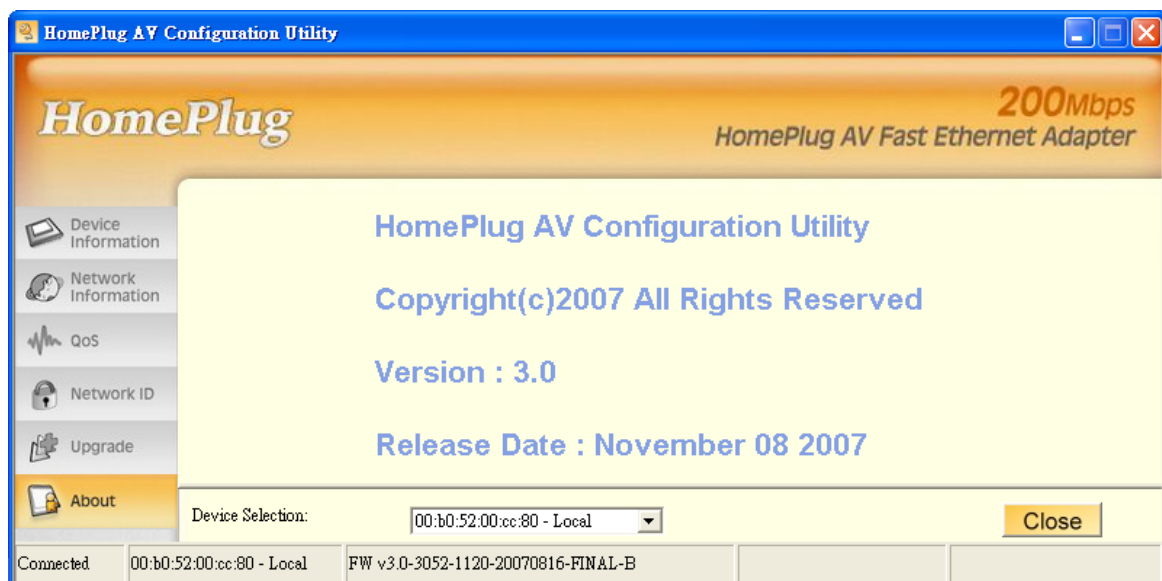 HomePlug AV Configuration Utility
HomePlug
200Mbps
HomePlug AV Fast Ethernet Adapter
Device
Information
Network
Information
QoS
Network ID
Upgrade
About
HomePlug AV Configuration Utility
Copyright(c)2007 All Rights Reserved
Version : 3.0
Release Date : November 08 2007
Device Selection:
00:b0:52:00:cc:80 - Local
Close
Connected
00:b0:52:00:cc:80 - Local
FW v3.0-3052-1120-20070816-FINAL-B